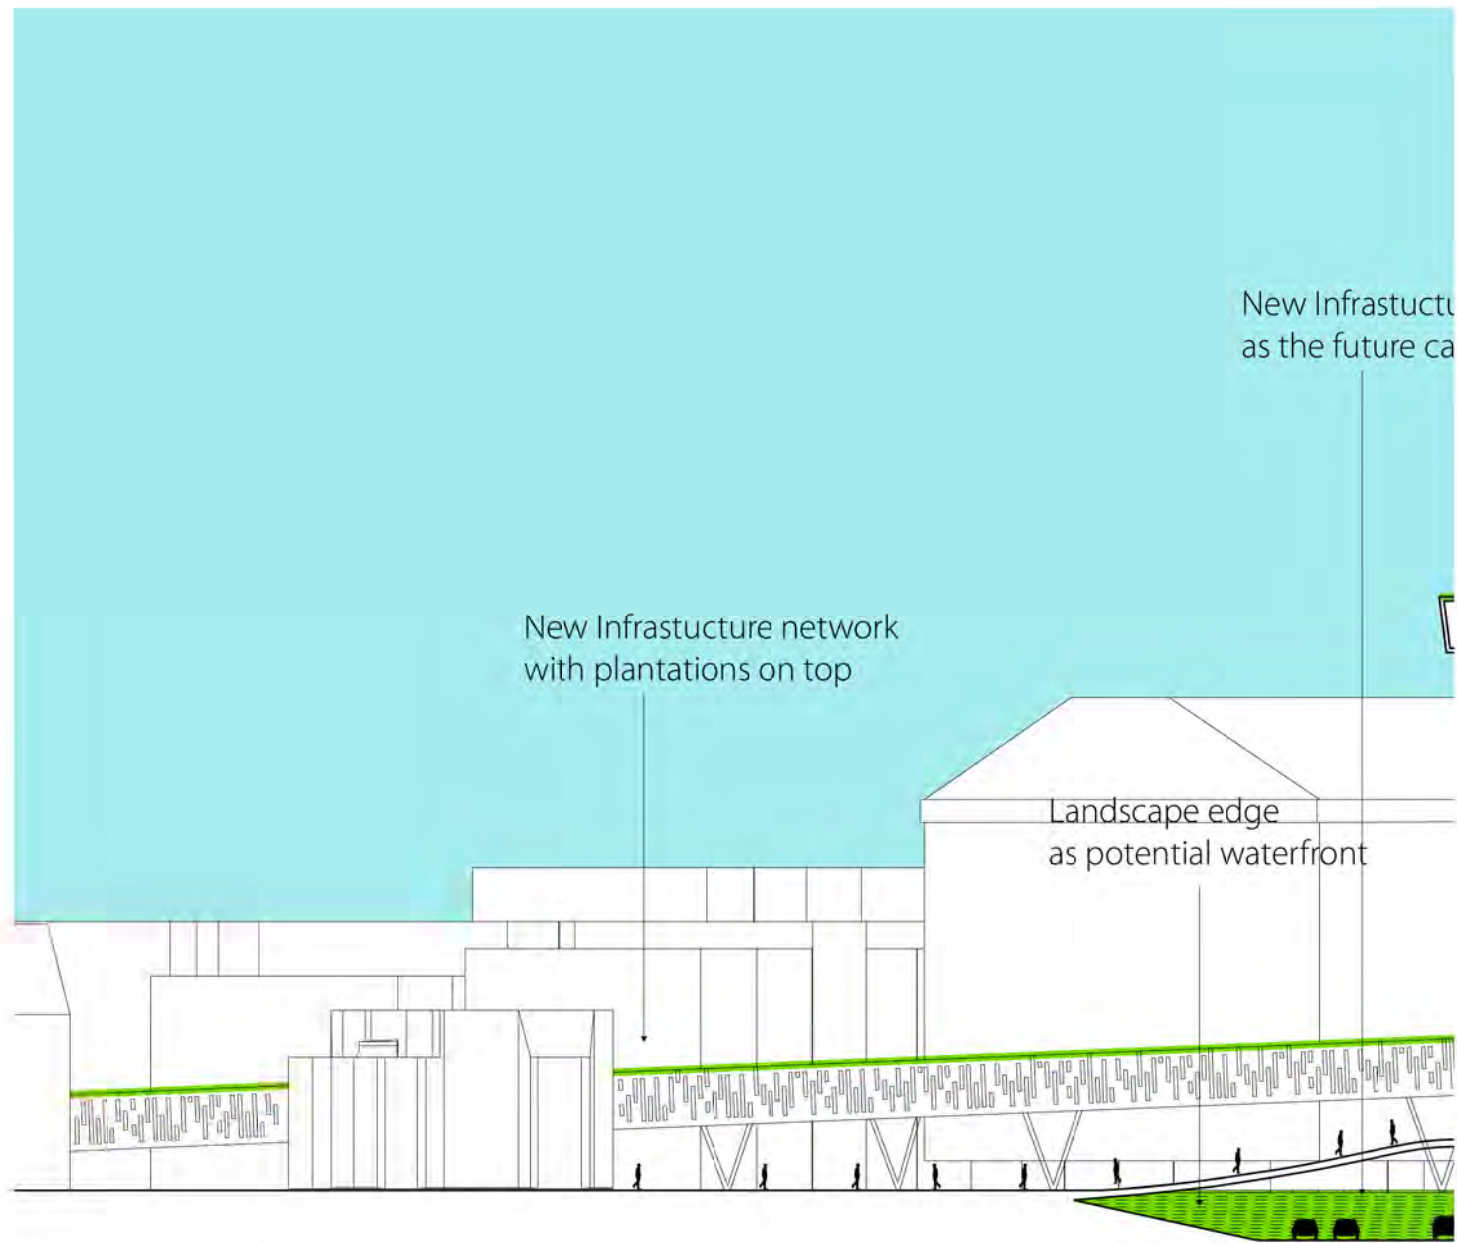 New Infrastuctu
as the future ca
New Infrastucture network
with plantations on top
Landscape edge
as potential waterfront